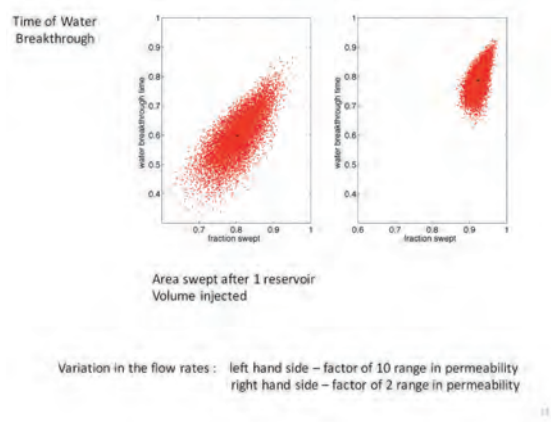 Time of Water
Breakthrough
1
0.9
0.8
0.7
0.6
0.5
0.4
water breakthrough time
0.7
0.8
0.9
1
fraction swept
1
0.9
0.8
0.7
0.6
0.5
0.4
water breakthrough time
0.6
0.7
0.8
0.9
1
fraction swept
Area swept after 1 reservoir
Volume injected
Variation in the flow rates : left hand side – factor of 10 range in permeability
right hand side – factor of 2 range in permeability